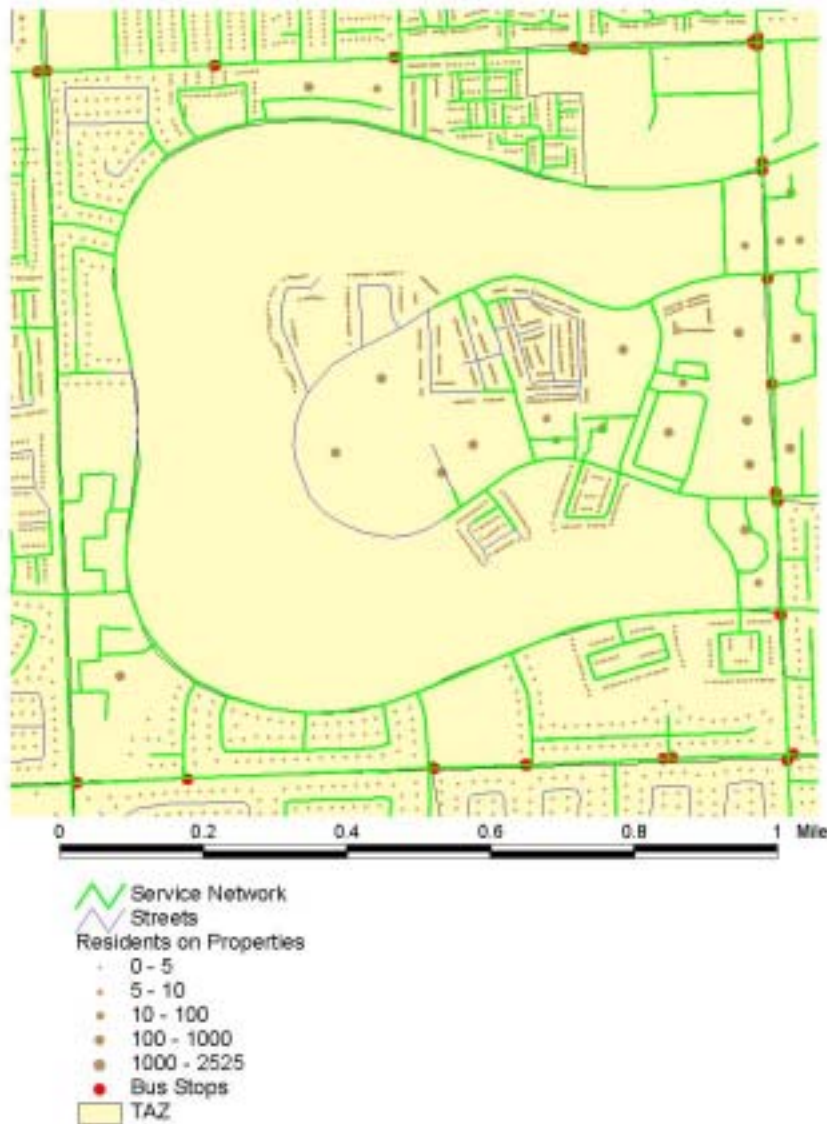 0 0.2 0.4 0.6 0.8 1 Mile
Service Network
Streets
Residents on Properties
0 - 5
5 - 10
10 - 100
100 - 1000
1000 - 2525
Bus Stops
TAZ